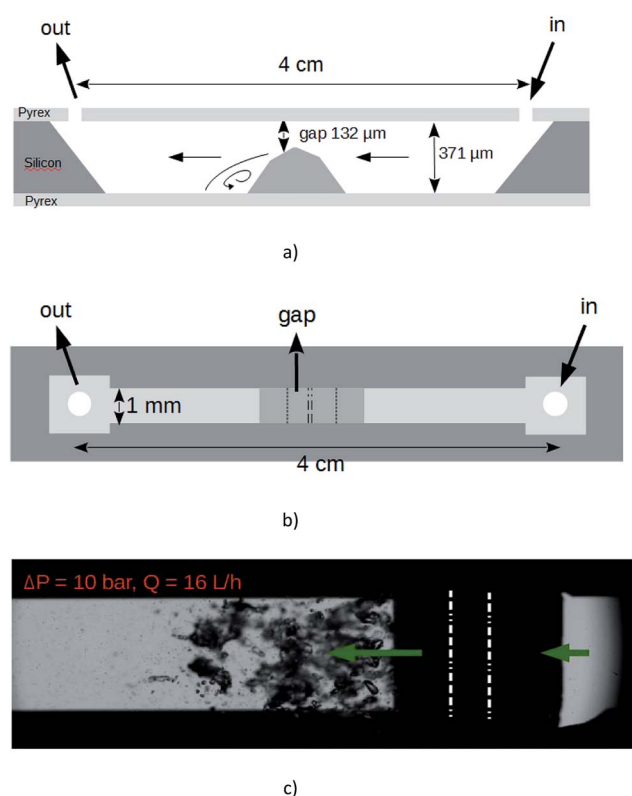 out
in
4 cm
Pyrex
gap 132 µm
371 µm
Silicon
Pyrex
a)
out
gap
in
1 mm
4 cm
b)
ΔP = 10 bar, Q = 16 L/h
c)